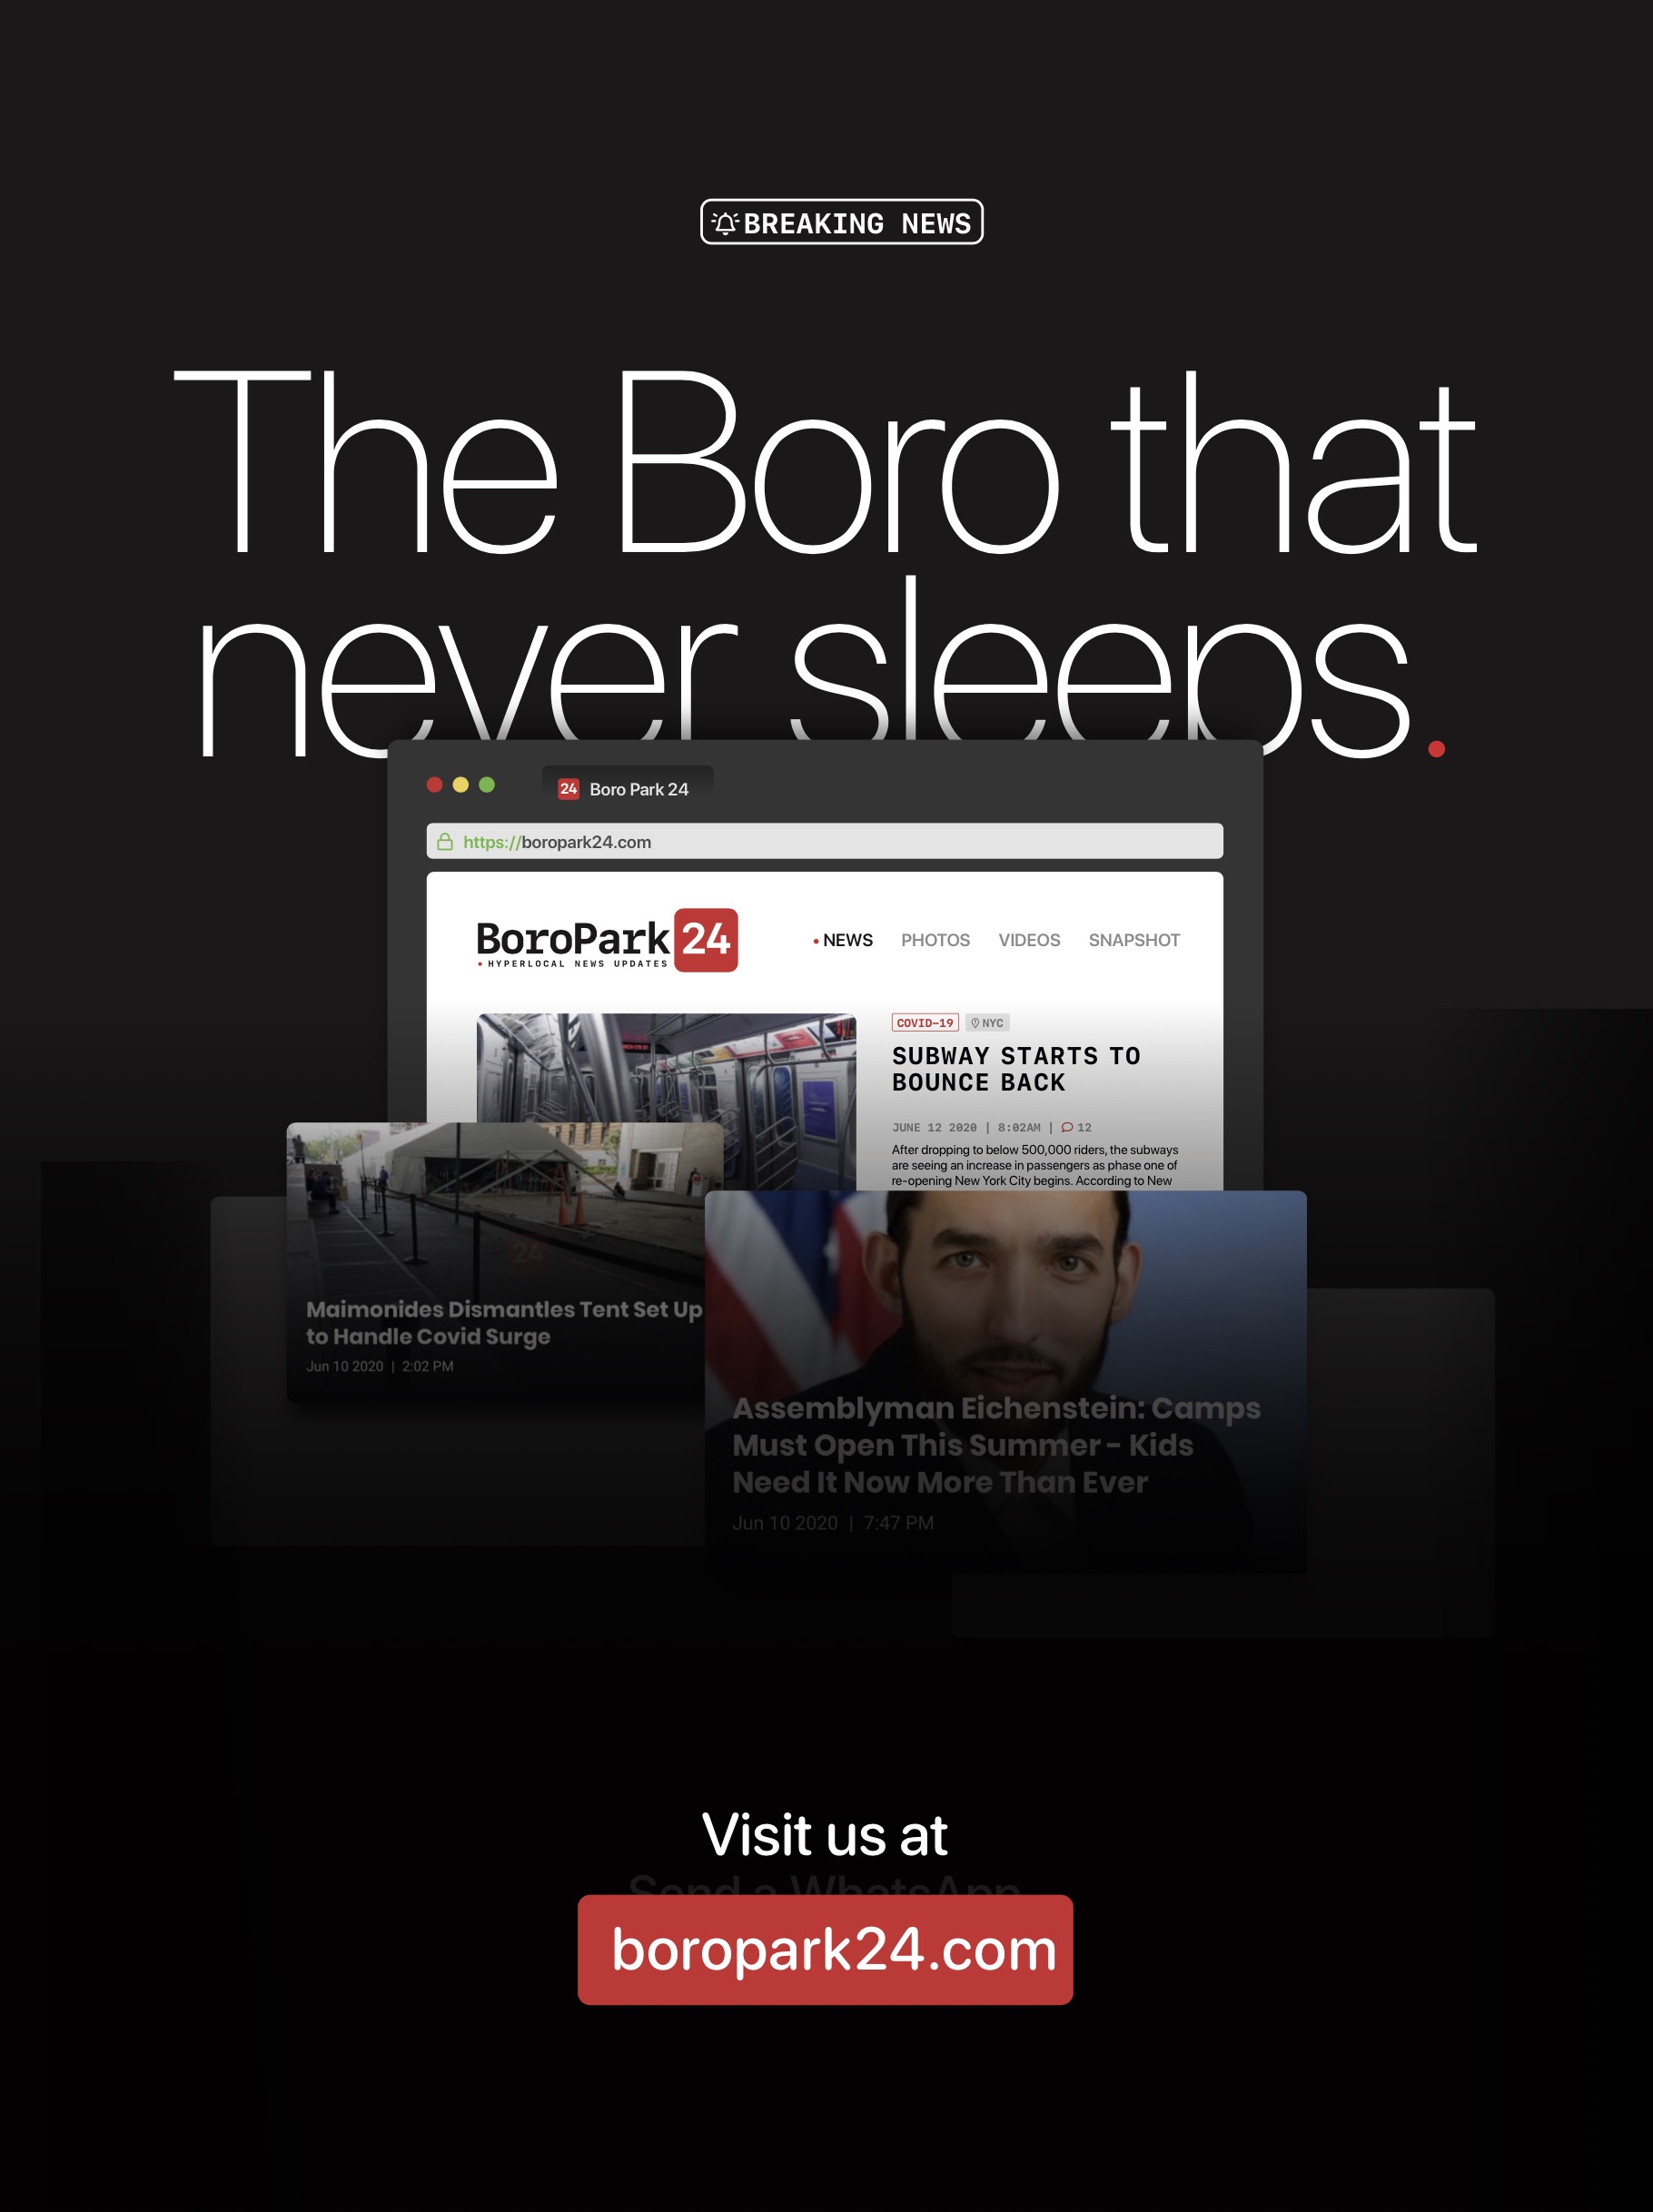 BREAKING NEWS
The Boro that
never sleeps.
24 Boro Park 24
https://boropark24.com
BoroPark 24
• HYPERLOCAL NEWS UPDATES
• NEWS PHOTOS VIDEOS SNAPSHOT
COVID-19 NYC
SUBWAY STARTS TO
BOUNCE BACK
JUNE 12 2020 | 8:02AM | 12
After dropping to below 500,000 riders, the subways
are seeing an increase in passengers as phase one of
re-opening New York City begins. According to New
24
Maimonides Dismantles Tent Set Up
to Handle Covid Surge
Jun 10 2020 | 2:02 PM
Assemblyman Eichenstein: Camps
Must Open This Summer – Kids
Need It Now More Than Ever
Jun 10 2020 | 7:47 PM
Visit us at
Send a WhatsApp
boropark24.com